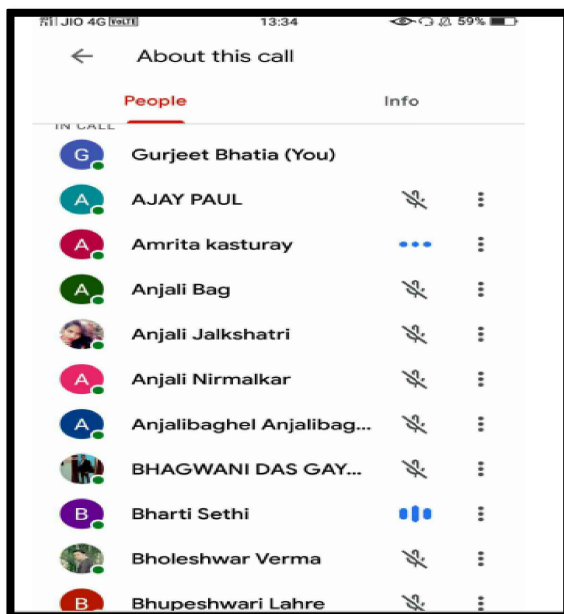 JIO 4G VoLTE 13:34 59%
About this call
People Info
IN CALL
G Gurjeet Bhatia (You)
A AJAY PAUL
A Amrita kasturay
A Anjali Bag
Anjali Jalkshatri
A Anjali Nirmalkar
A Anjalibaghel Anjalibag...
BHAGWANI DAS GAY...
B Bharti Sethi
Bholeshwar Verma
B Bhupeshwari Lahre